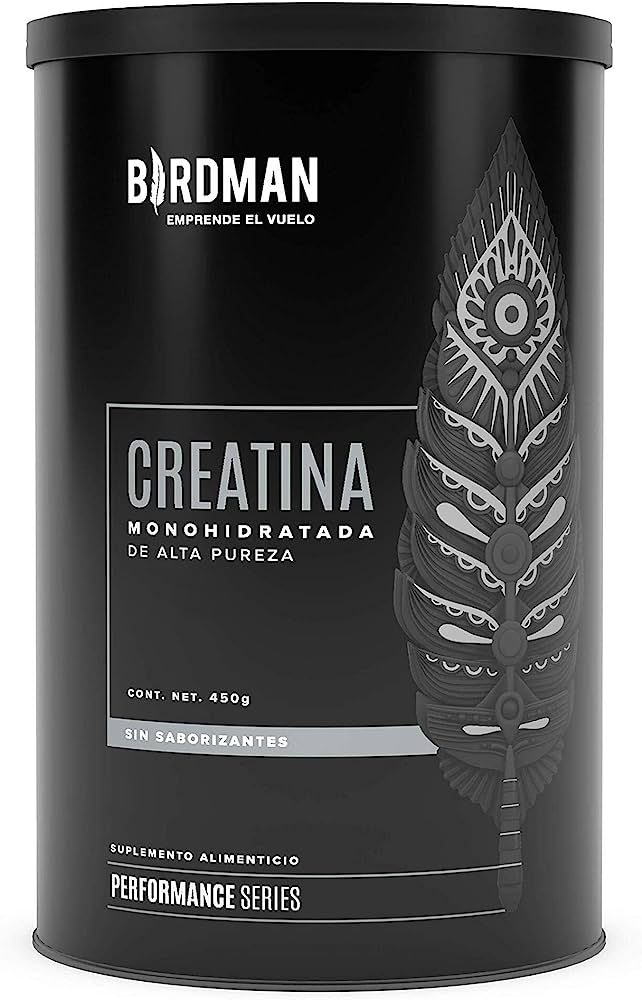 BIRDMAN
EMPRENDE EL VUELO
CREATINA
MONOHIDRATADA
DE ALTA PUREZA
CONT. NET. 450g
SIN SABORIZANTES
SUPLEMENTO ALIMENTICIO
PERFORMANCE SERIES